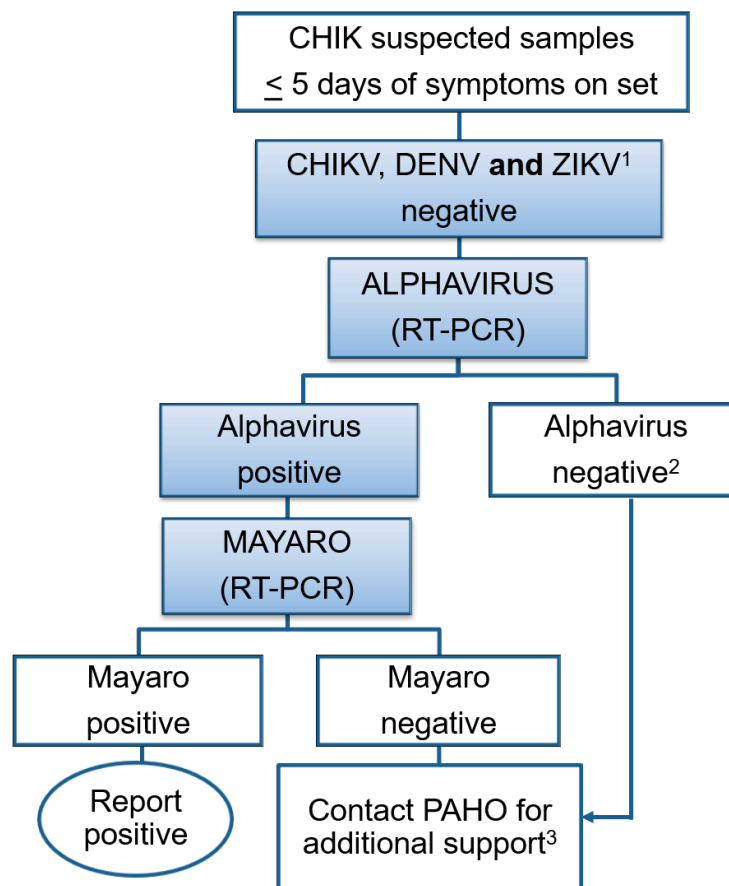 CHIK suspected samples
≤ 5 days of symptoms on set
CHIKV, DENV and ZIKV¹
negative
ALPHAVIRUS
(RT-PCR)
Alphavirus
positive
Alphavirus
negative²
MAYARO
(RT-PCR)
Mayaro
positive
Mayaro
negative
Report
positive
Contact PAHO for
additional support³